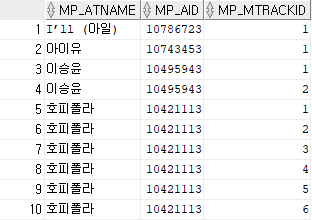 MP_ATNAME MP_AID MP_MTRACKID
1 I'll (아일) 10786723 1
2 아이유 10743453 1
3 이승윤 10495943 1
4 이승윤 10495943 2
5 호피폴라 10421113 1
6 호피폴라 10421113 2
7 호피폴라 10421113 3
8 호피폴라 10421113 4
9 호피폴라 10421113 5
10 호피폴라 10421113 6